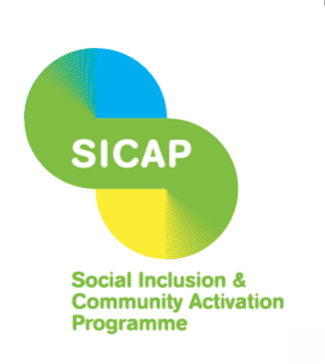 SICAP
Social Inclusion &
Community Activation
Programme